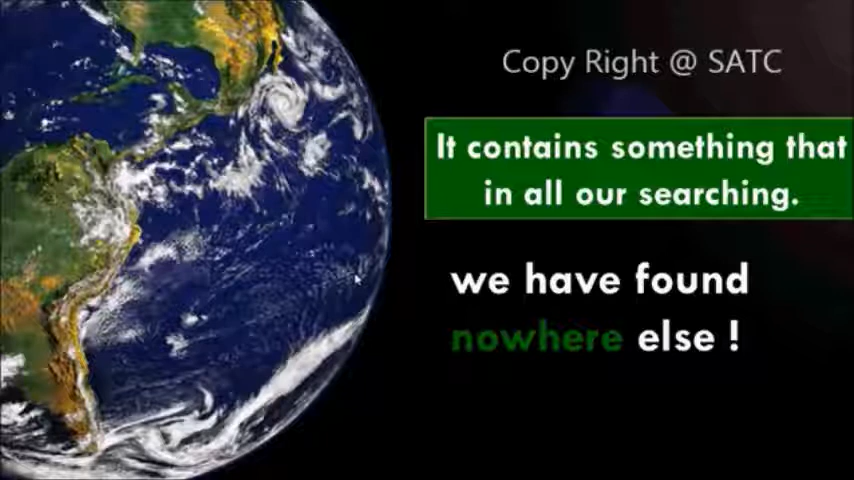 Copy Right @ SATC
It contains something that
in all our searching.
we have found
nowhere else !